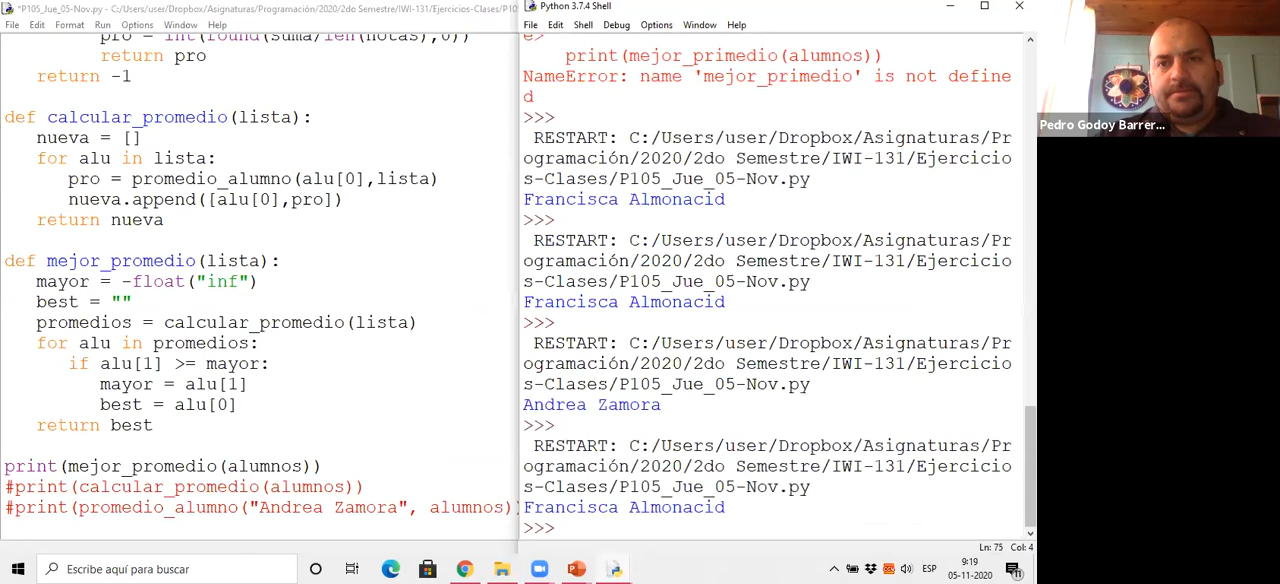 *P105_Jue_05-Nov.py - C:/Users/user/Dropbox/Asignaturas/Programación/2020/2do Semestre/IWI-131/Ejercicios-Clases/P105
File Edit Format Run Options Window Help
pro = int(round(suma/len(notas),0))
return pro
return -1
def calcular_promedio(lista):
nueva = []
for alu in lista:
pro = promedio_alumno(alu[0],lista)
nueva.append([alu[0],pro])
return nueva
def mejor_promedio(lista):
mayor = -float("inf")
best = ""
promedios = calcular_promedio(lista)
for alu in promedios:
if alu[1] >= mayor:
mayor = alu[1]
best = alu[0]
return best
print(mejor_promedio(alumnos))
#print(calcular_promedio(alumnos))
#print(promedio_alumno("Andrea Zamora", alumnos))
Python 3.7.4 Shell
File Edit Shell Debug Options Window Help
e>
print(mejor_primedio(alumnos))
NameError: name 'mejor_primedio' is not define
d
>>>
RESTART: C:/Users/user/Dropbox/Asignaturas/Pr
ogramación/2020/2do Semestre/IWI-131/Ejercicio
s-Clases/P105_Jue_05-Nov.py
Francisca Almonacid
>>>
RESTART: C:/Users/user/Dropbox/Asignaturas/Pr
ogramación/2020/2do Semestre/IWI-131/Ejercicio
s-Clases/P105_Jue_05-Nov.py
Francisca Almonacid
>>>
RESTART: C:/Users/user/Dropbox/Asignaturas/Pr
ogramación/2020/2do Semestre/IWI-131/Ejercicio
s-Clases/P105_Jue_05-Nov.py
Andrea Zamora
>>>
RESTART: C:/Users/user/Dropbox/Asignaturas/Pr
ogramación/2020/2do Semestre/IWI-131/Ejercicio
s-Clases/P105_Jue_05-Nov.py
Francisca Almonacid
>>>
Ln: 75 Col: 4
Pedro Godoy Barrer...
Escribe aquí para buscar
ESP
9:19
05-11-2020
11